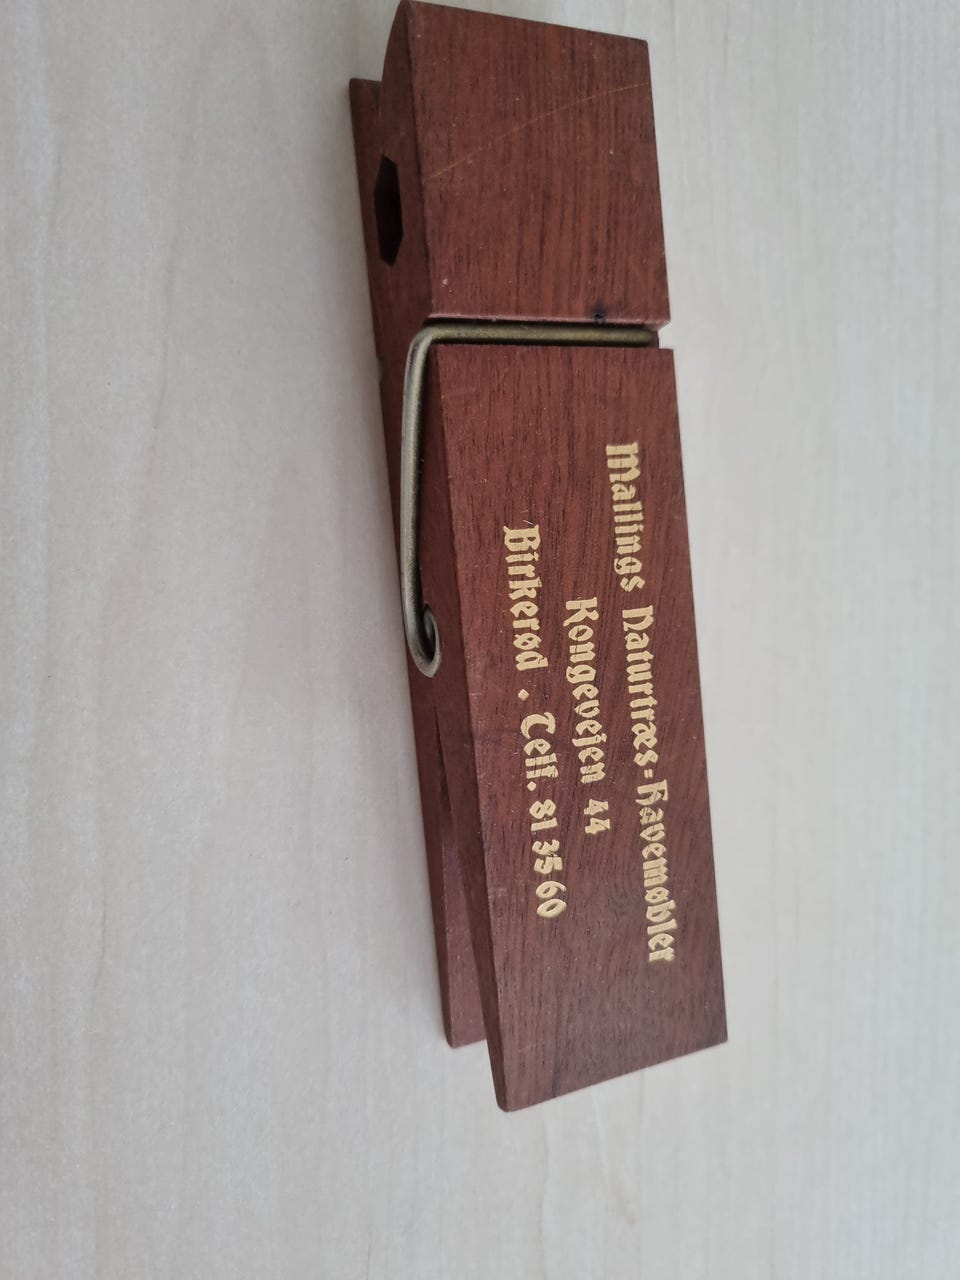 Mallings Naturtræs-Havemøbler
Kongevejen 44
Birkerød . Telf. 81 35 60